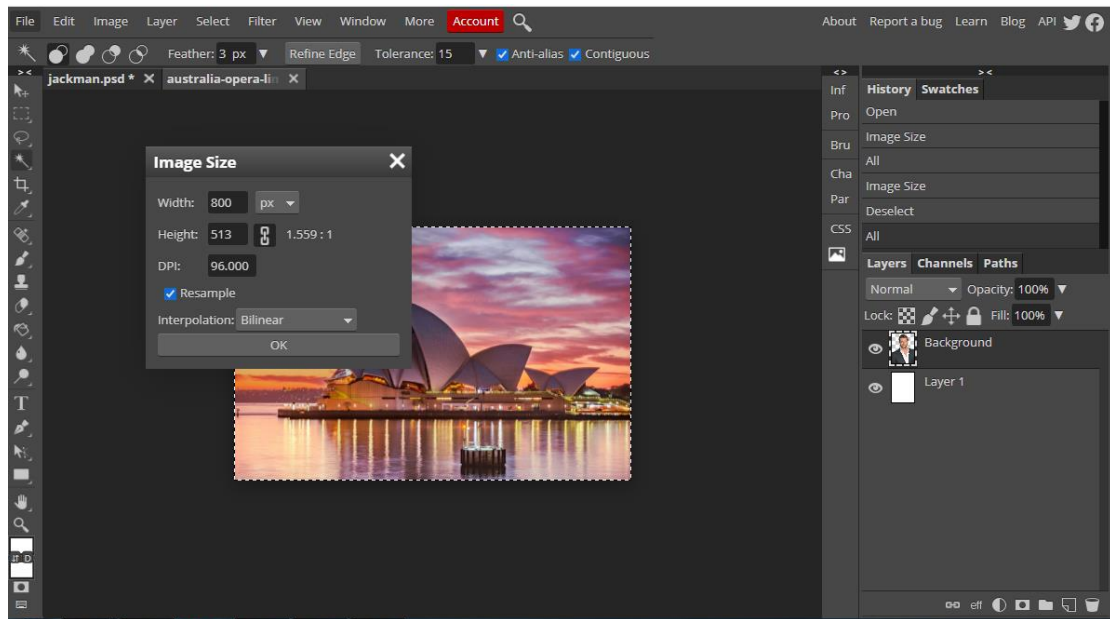 File Edit Image Layer Select Filter View Window More Account About Report a bug Learn Blog API
Feather: 3 px ▼ Refine Edge Tolerance: 15 ▼ Anti-alias Contiguous
> < jackman.psd * X australia-opera-lin X < > > <
Inf History Swatches
Pro Open
Image Size
Bru
All
Cha
Image Size
Par
Deselect
CSS
All
Image Size X
Width: 800 px
Height: 513 1.559 : 1
DPI: 96.000
Resample
Interpolation: Bilinear
OK
Layers Channels Paths
Normal Opacity: 100% ▼
Lock: Fill: 100% ▼
Background
Layer 1
T
D
eff